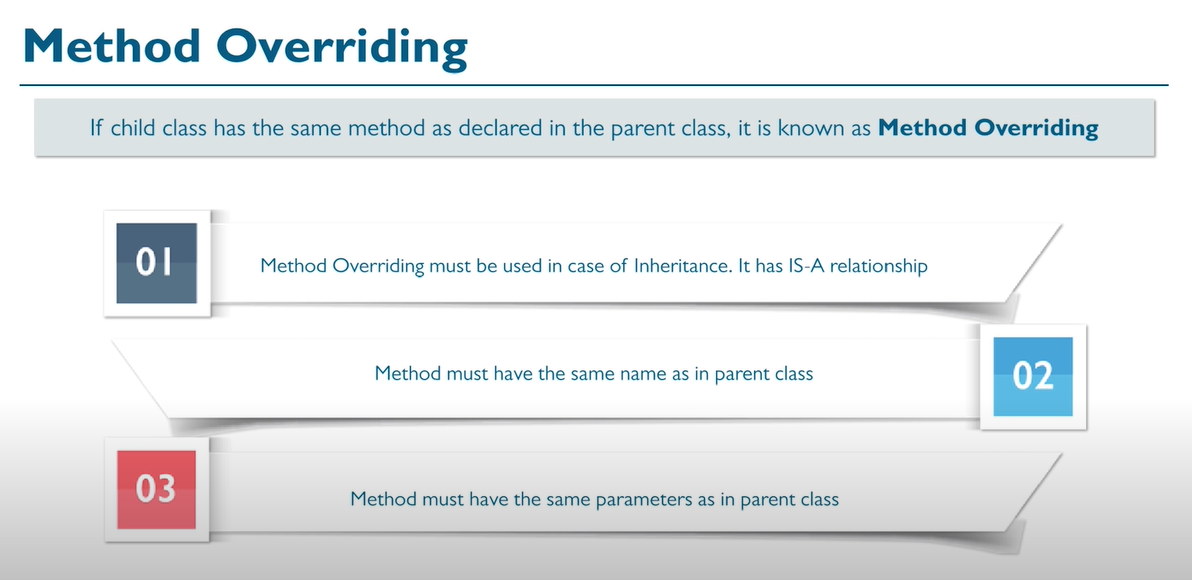 Method Overriding
If child class has the same method as declared in the parent class, it is known as Method Overriding
01
Method Overriding must be used in case of Inheritance. It has IS-A relationship
Method must have the same name as in parent class
02
03
Method must have the same parameters as in parent class